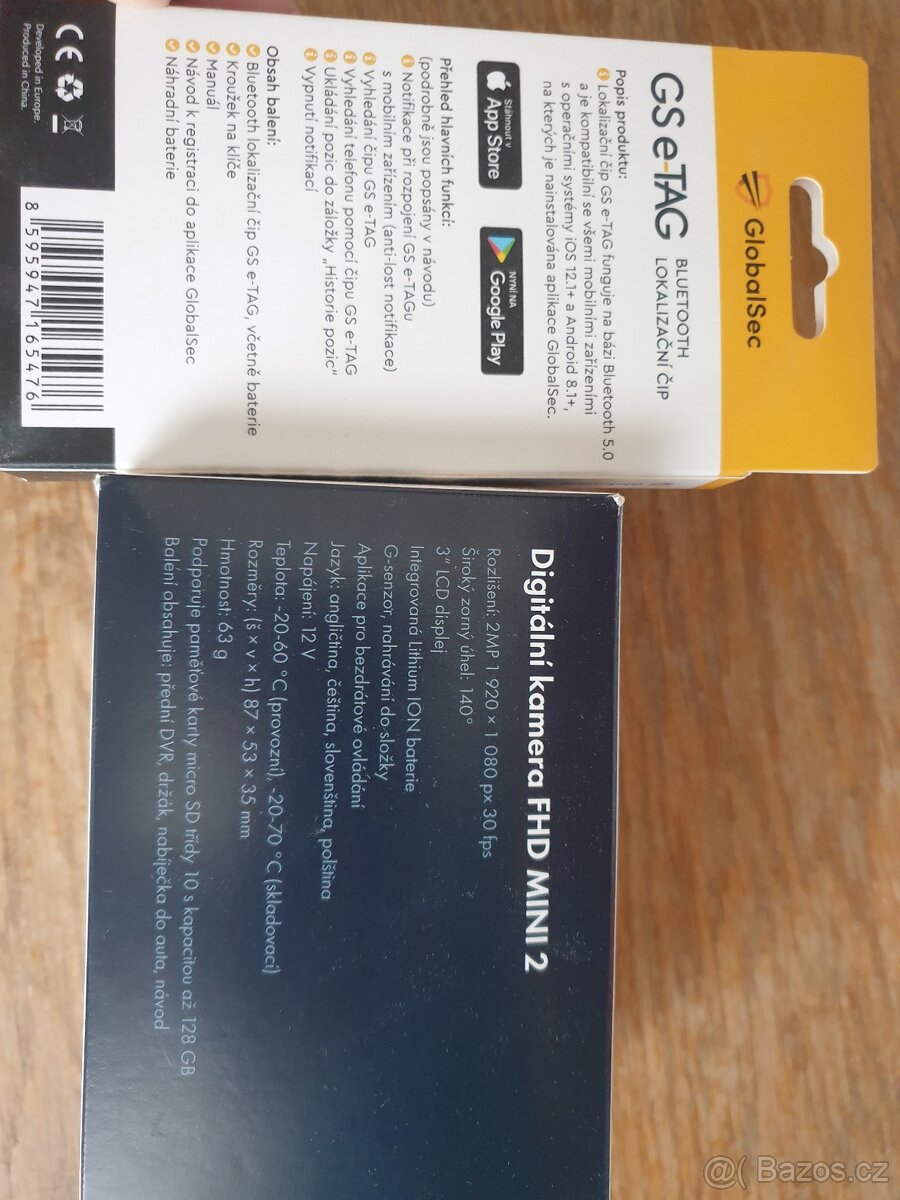 GlobalSec
GS e-TAG
BLUETOOTH
LOKALIZAČNÍ ČIP
Popis produktu:
Lokalizační čip GS e-TAG funguje na bázi Bluetooth 5.0
a je kompatibilní se všemi mobilními zařízeními
s operačními systémy iOS 12.1+ a Android 8.1+,
na kterých je nainstalována aplikace GlobalSec.
Stáhnout v
App Store
NYNÍ NA
Google Play
Přehled hlavních funkcí:
(podrobně jsou popsány v návodu)
Notifikace při rozpojení GS e-TAGu
s mobilním zařízením (anti-lost notifikace)
Vyhledání čipu GS e-TAG
Vyhledání telefonu pomocí čipu GS e-TAG
Ukládání pozic do záložky „Historie pozic"
Vypnutí notifikací
Obsah balení:
Bluetooth lokalizační čip GS e-TAG, včetně baterie
Kroužek na klíče
Manuál
Návod k registraci do aplikace GlobalSec
Náhradní baterie
CE
Developed in Europe.
Produced in China.
8 595947 165476
Digitální kamera FHD MINI 2
Rozlišení: 2MP 1 920 × 1 080 px 30 fps
Široký zorný úhel: 140°
3" LCD displej
Integrovaná Lithium ION baterie
G-senzor, nahrávání do složky
Aplikace pro bezdrátové ovládání
Jazyk: angličtina, čeština, slovenština, polština
Napájení: 12 V
Teplota: -20-60 °C (provozní), -20-70 °C (skladovací)
Rozměry: (š × v × h) 87 × 53 × 35 mm
Hmotnost: 63 g
Podporuje paměťové karty micro SD třídy 10 s kapacitou až 128 GB
Balení obsahuje: přední DVR, držák, nabíječka do auta, návod
@( Bazos.cz